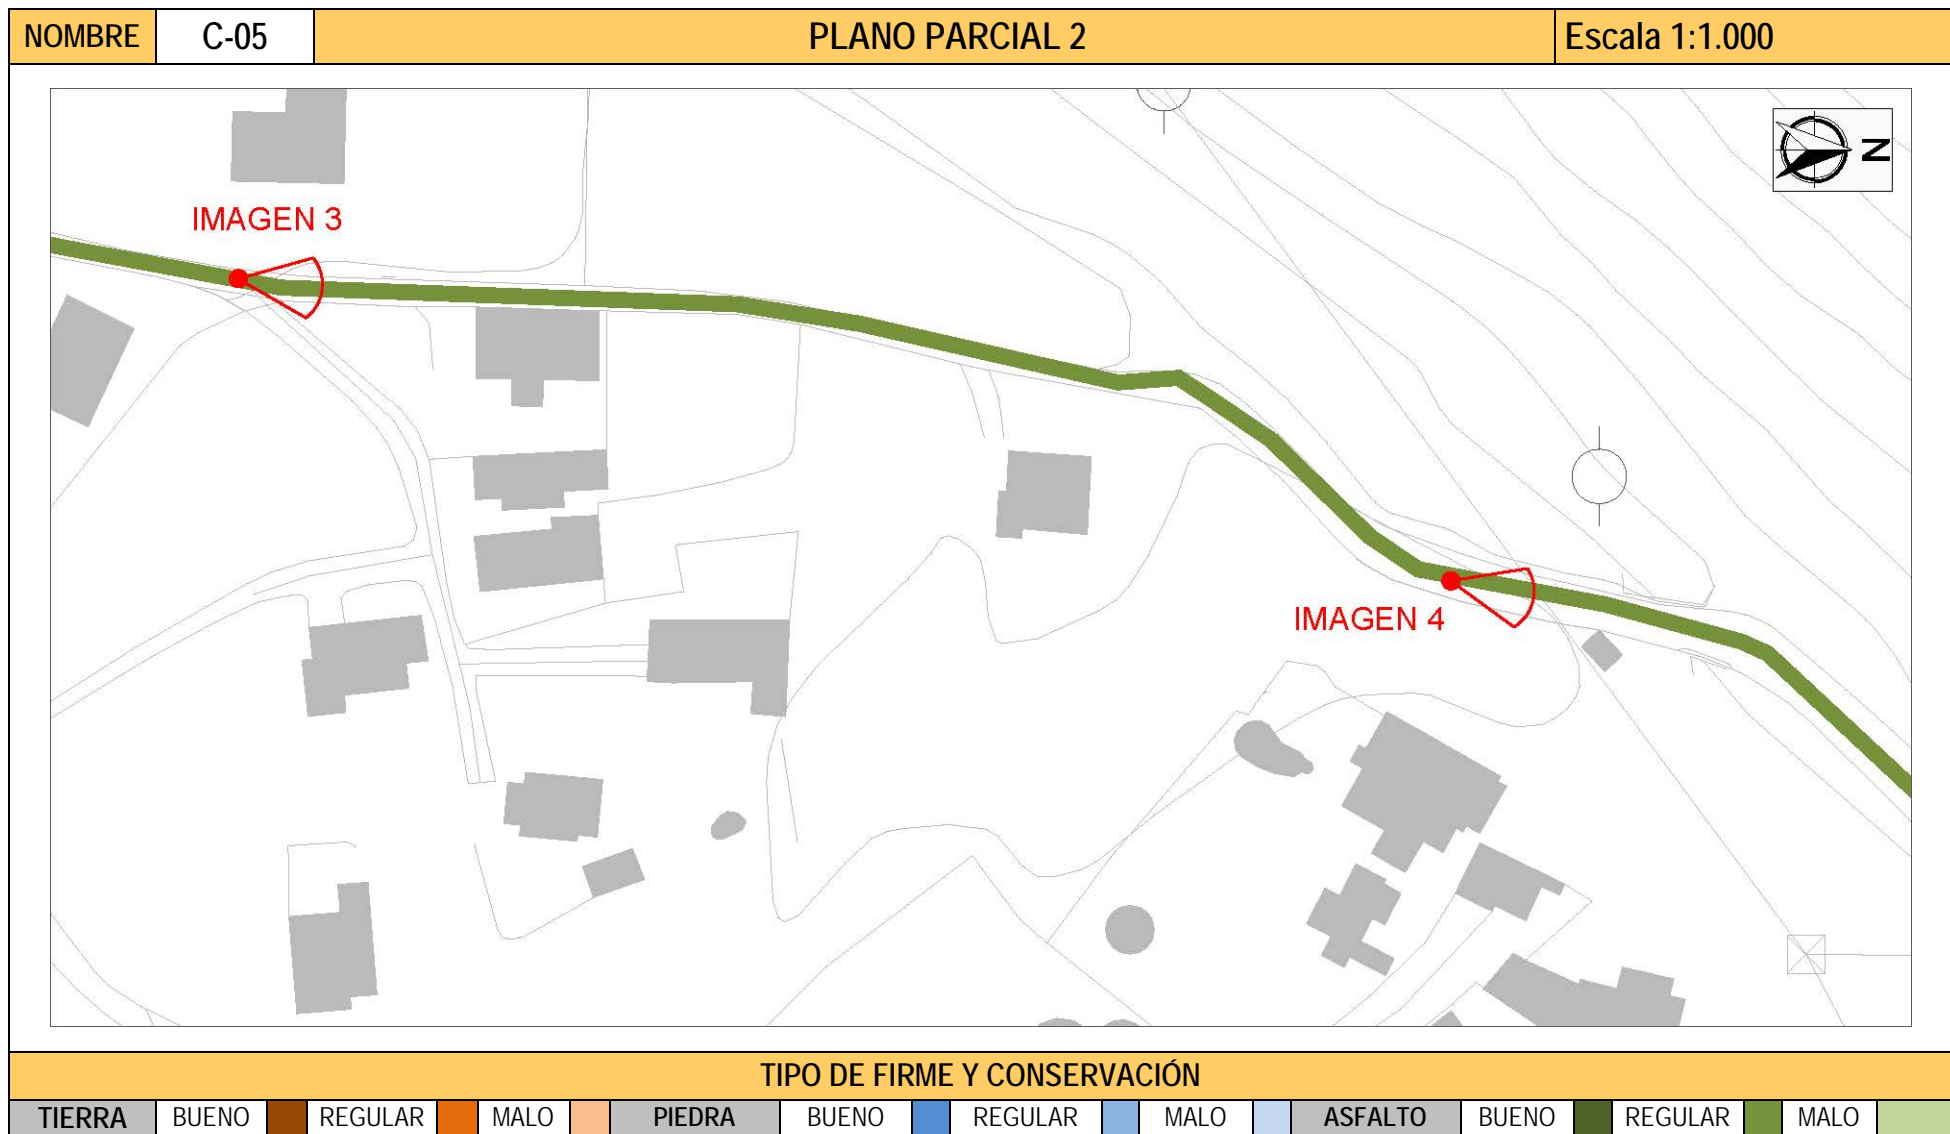 NOMBRE C-05 PLANO PARCIAL 2 Escala 1:1.000
N
IMAGEN 3
IMAGEN 4
TIPO DE FIRME Y CONSERVACIÓN
TIERRA BUENO REGULAR MALO PIEDRA BUENO REGULAR MALO ASFALTO BUENO REGULAR MALO